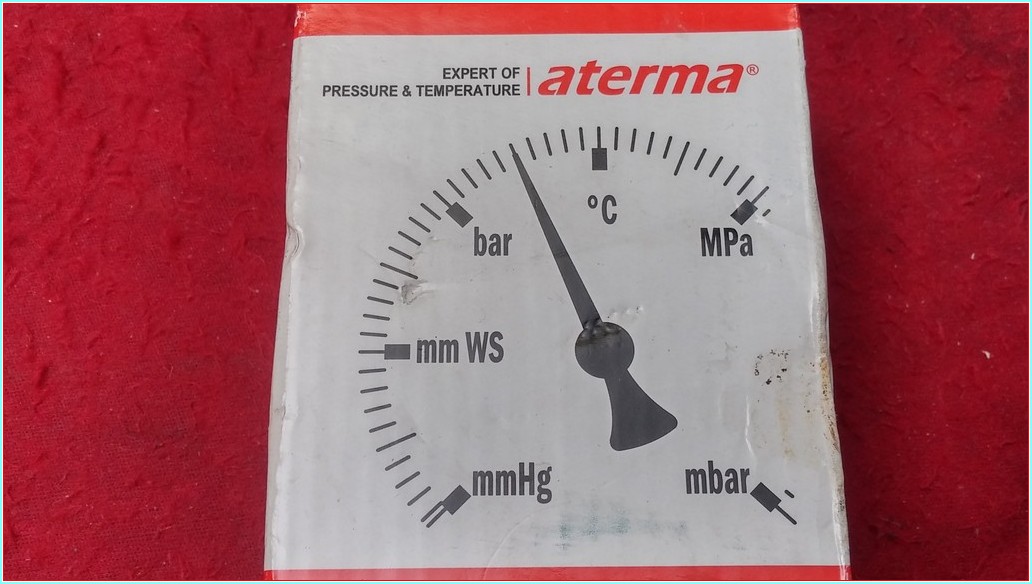 EXPERT OF
PRESSURE & TEMPERATURE
aterma®
°C
bar
MPa
mm WS
mmHg
mbar